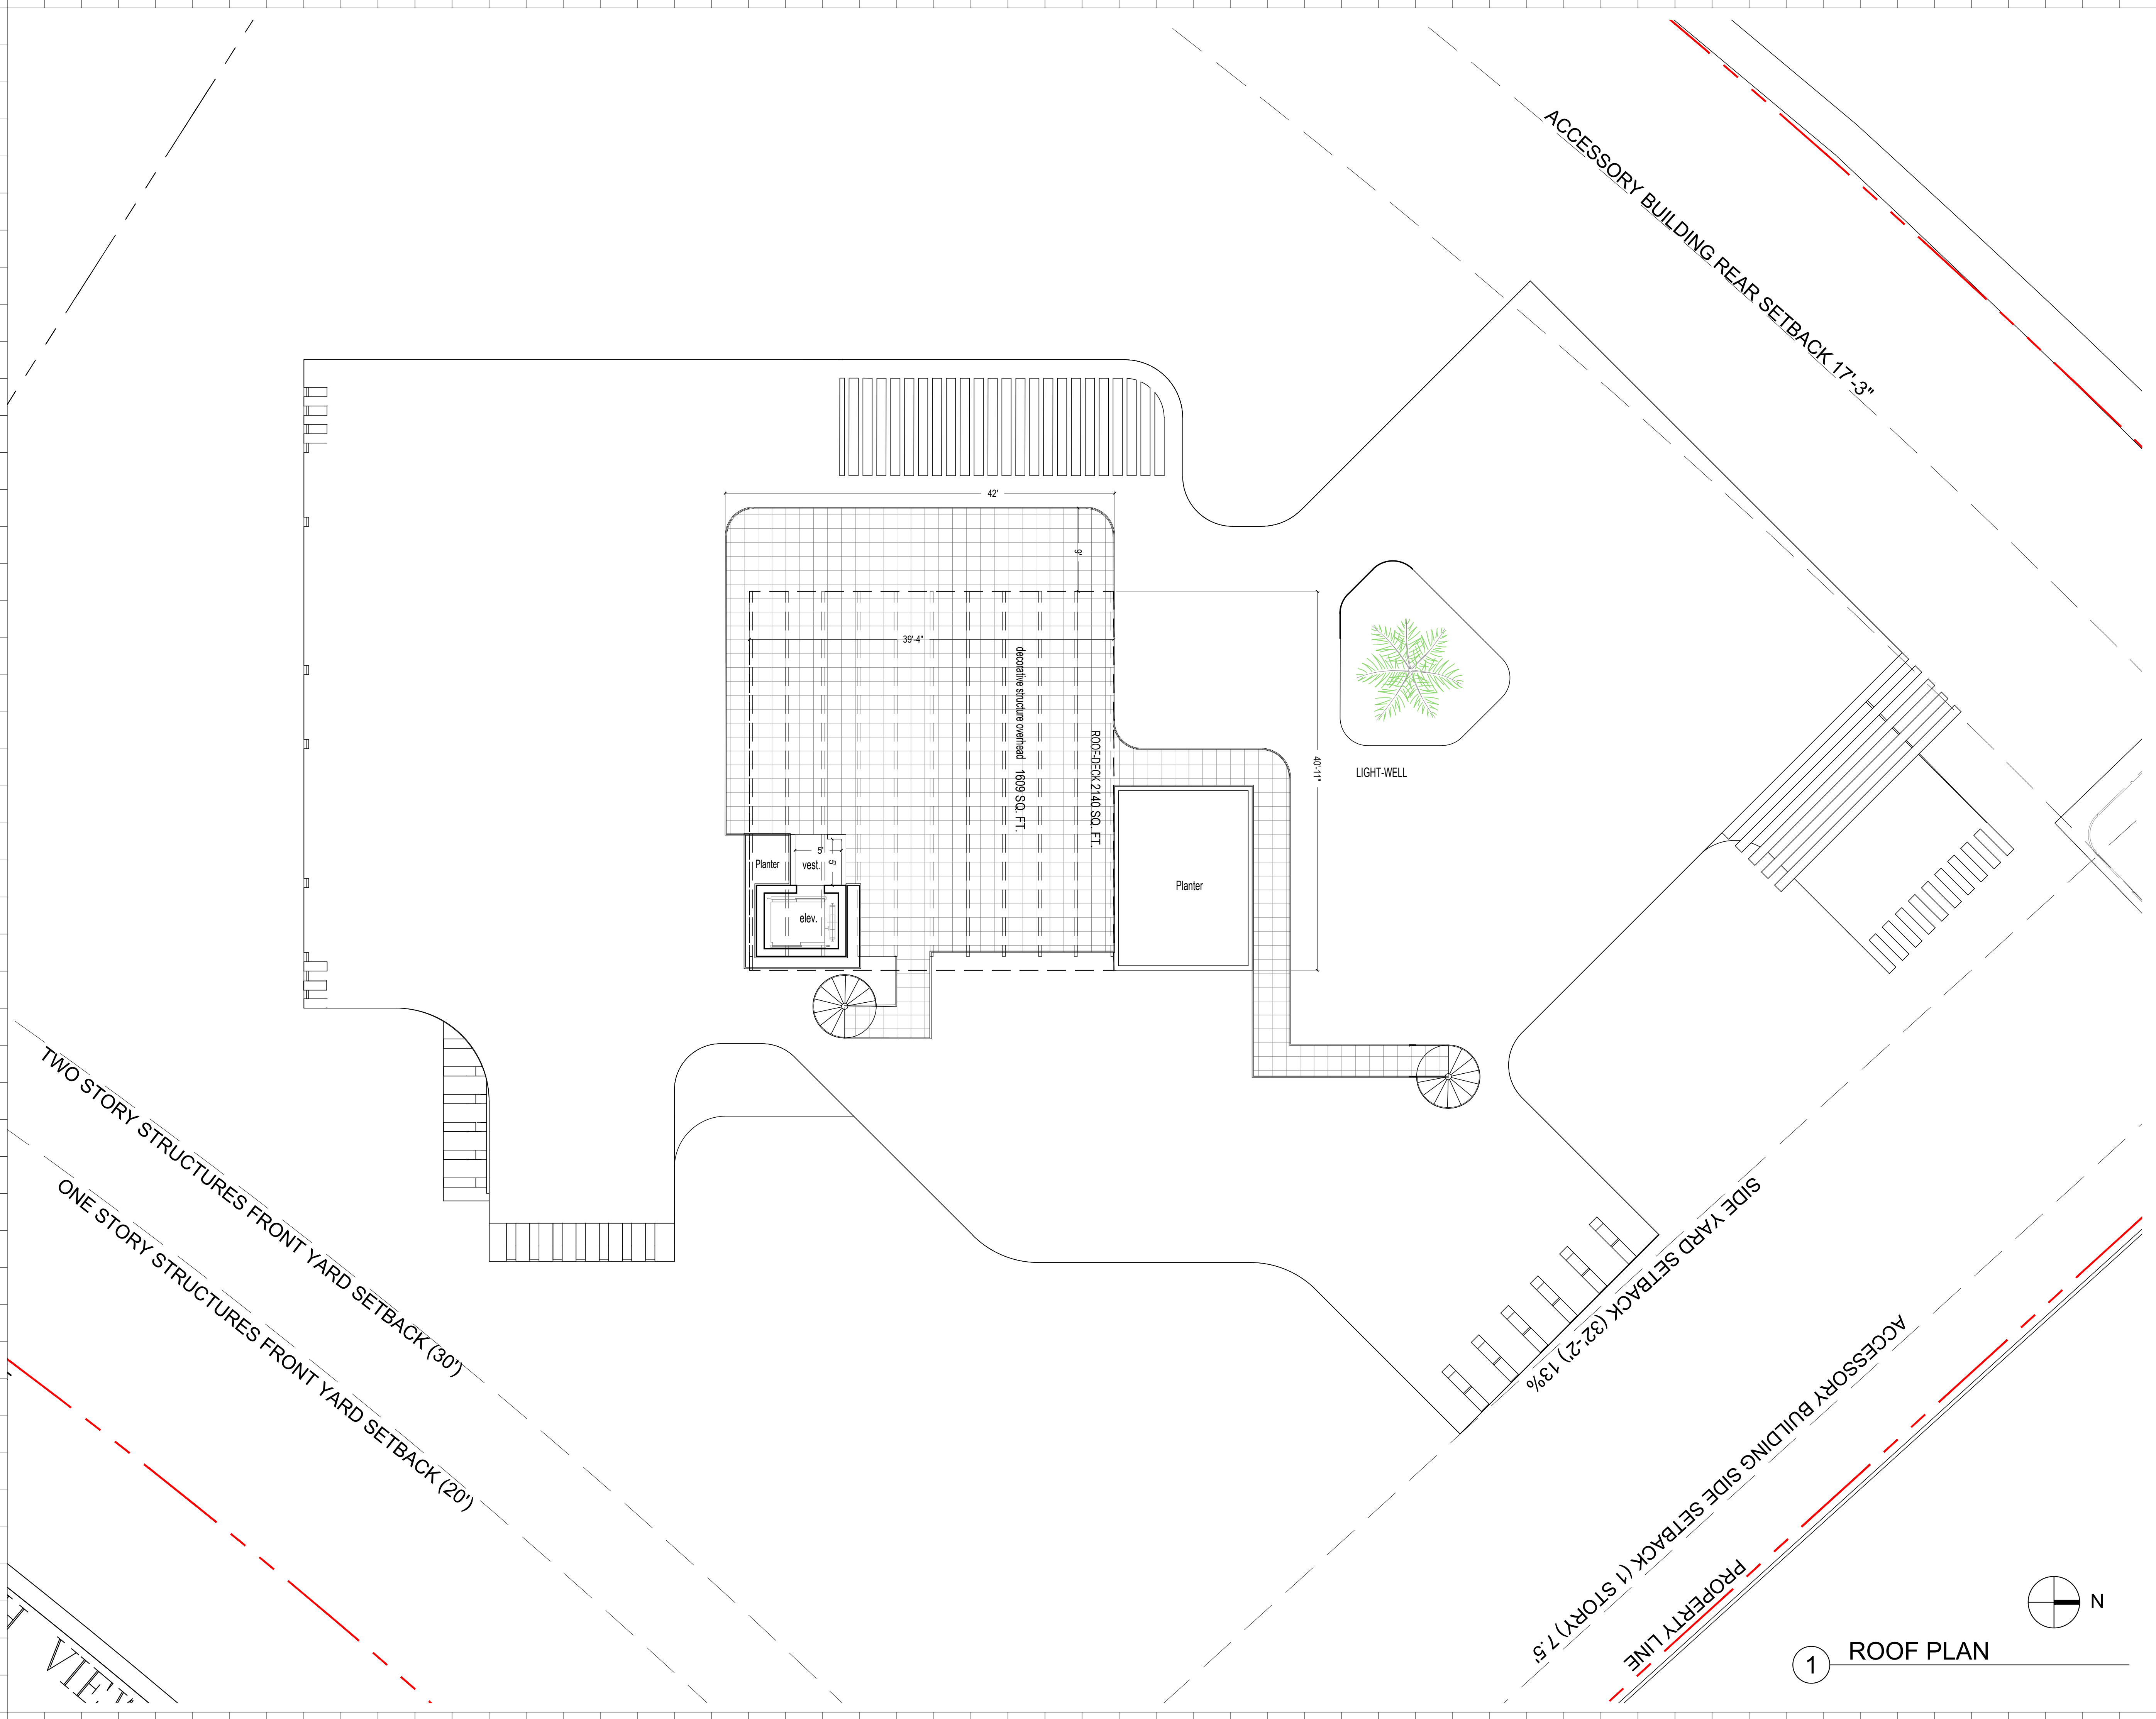 ACCESSORY BUILDING REAR SETBACK 17'-3"
42'
9'
39'-4"
decorative structure overhead 1609 SQ. FT.
ROOF-DECK 2140 SQ. FT.
40'-11"
LIGHT-WELL
5'
5'
Planter
vest.
Planter
elev.
TWO STORY STRUCTURES FRONT YARD SETBACK (30')
ONE STORY STRUCTURES FRONT YARD SETBACK (20')
SIDE YARD SETBACK (32'-2') 13%
ACCESSORY BUILDING SIDE SETBACK (1 STORY) 7.5'
PROPERTY LINE
N
1 ROOF PLAN